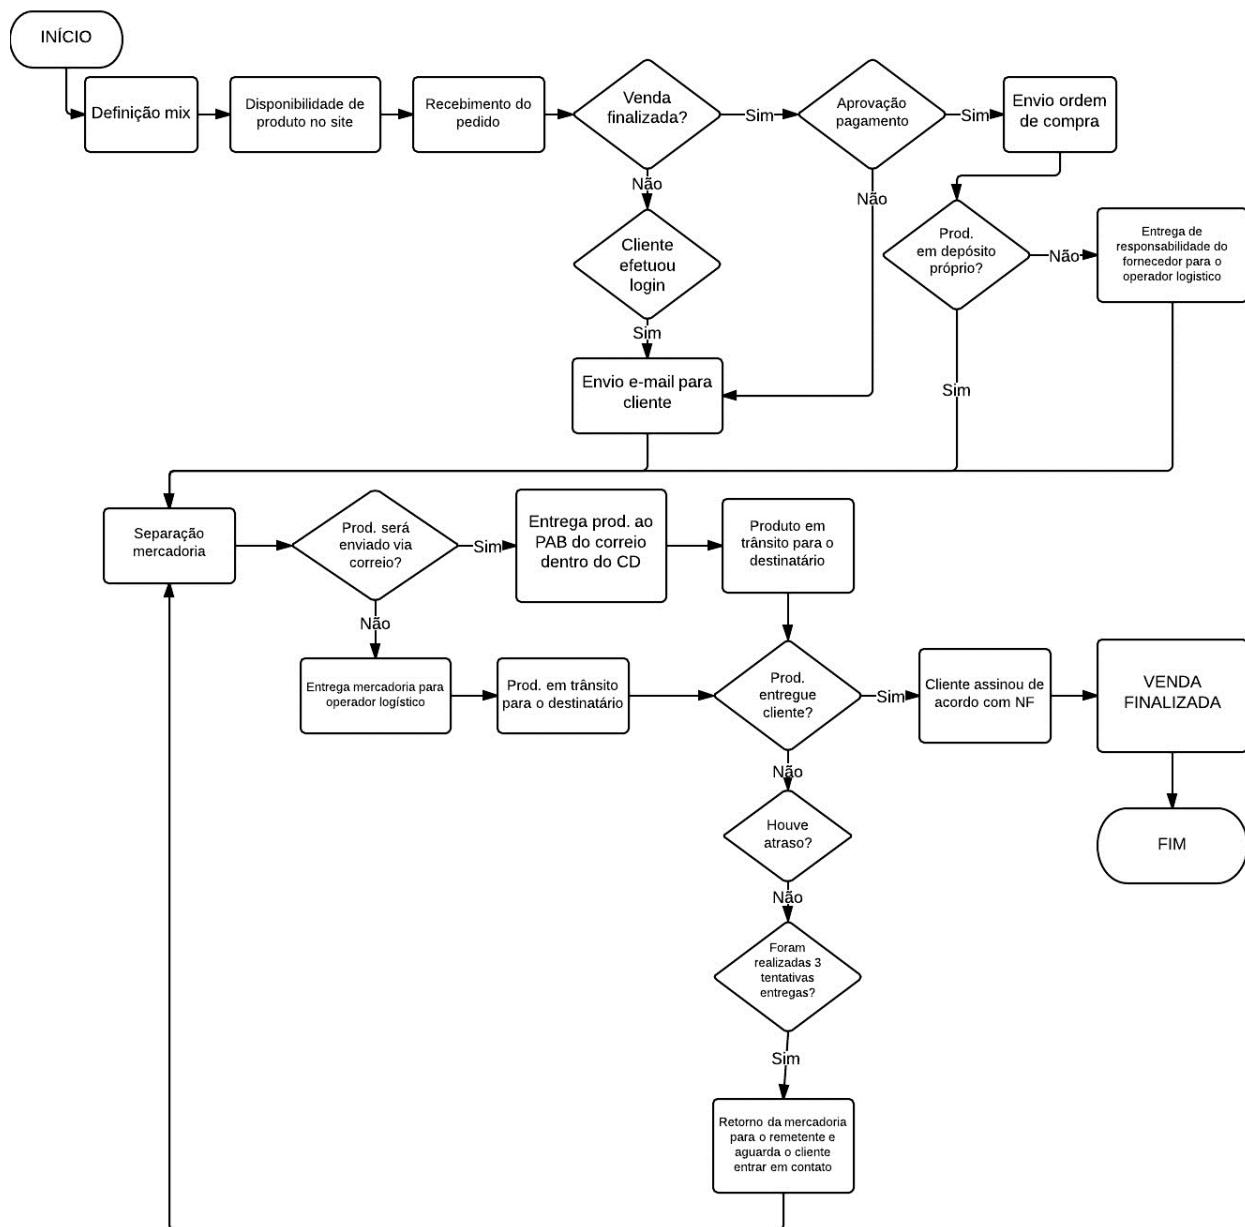 INÍCIO
Definição mix
Disponibilidade de
produto no site
Recebimento do
pedido
Venda
finalizada?
Sim
Aprovação
pagamento
Sim
Envio ordem
de compra
Não
Não
Cliente
efetuou
login
Prod.
em depósito
próprio?
Não
Entrega de
responsabilidade do
fornecedor para o
operador logistico
Sim
Envio e-mail para
cliente
Sim
Separação
mercadoria
Prod. será
enviado via
correio?
Sim
Entrega prod. ao
PAB do correio
dentro do CD
Produto em
trânsito para o
destinatário
Não
Entrega mercadoria para
operador logístico
Prod. em trânsito
para o destinatário
Prod.
entregue
cliente?
Sim
Cliente assinou de
acordo com NF
VENDA
FINALIZADA
Não
Houve
atraso?
FIM
Não
Foram
realizadas 3
tentativas
entregas?
Sim
Retorno da mercadoria
para o remetente e
aguarda o cliente
entrar em contato